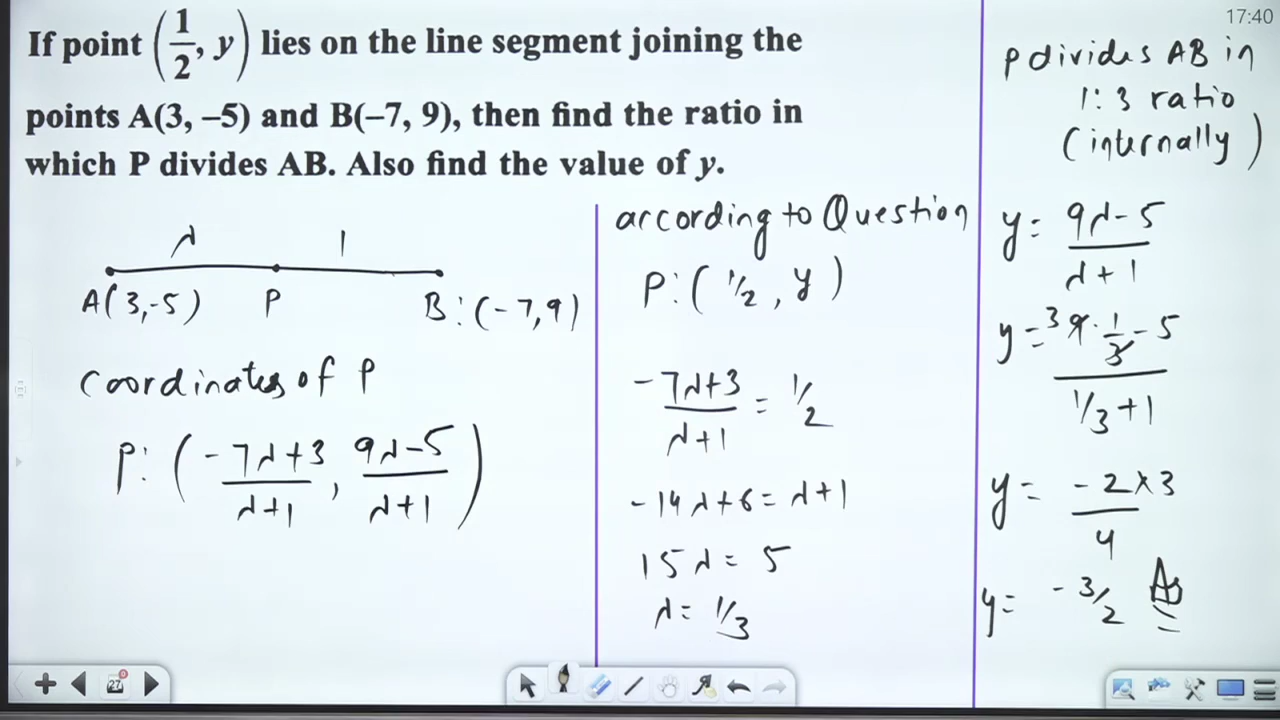 17:40
If point (1/2, y) lies on the line segment joining the
points A(3, –5) and B(–7, 9), then find the ratio in
which P divides AB. Also find the value of y.
λ 1
A(3,-5) P B:(-7,9)
Coordinates of P
P: ( (-7λ+3)/(λ+1) , (9λ-5)/(λ+1) )
according to Question
P:(1/2, y)
(-7λ+3)/(λ+1) = 1/2
-14λ+6 = λ+1
15λ = 5
λ = 1/3
P divides AB in
1:3 ratio
(internally)
y = (9λ-5)/(λ+1)
y = (3 9·1/3 - 5)/(1/3+1)
y = (-2×3)/4
y = -3/2 As
27